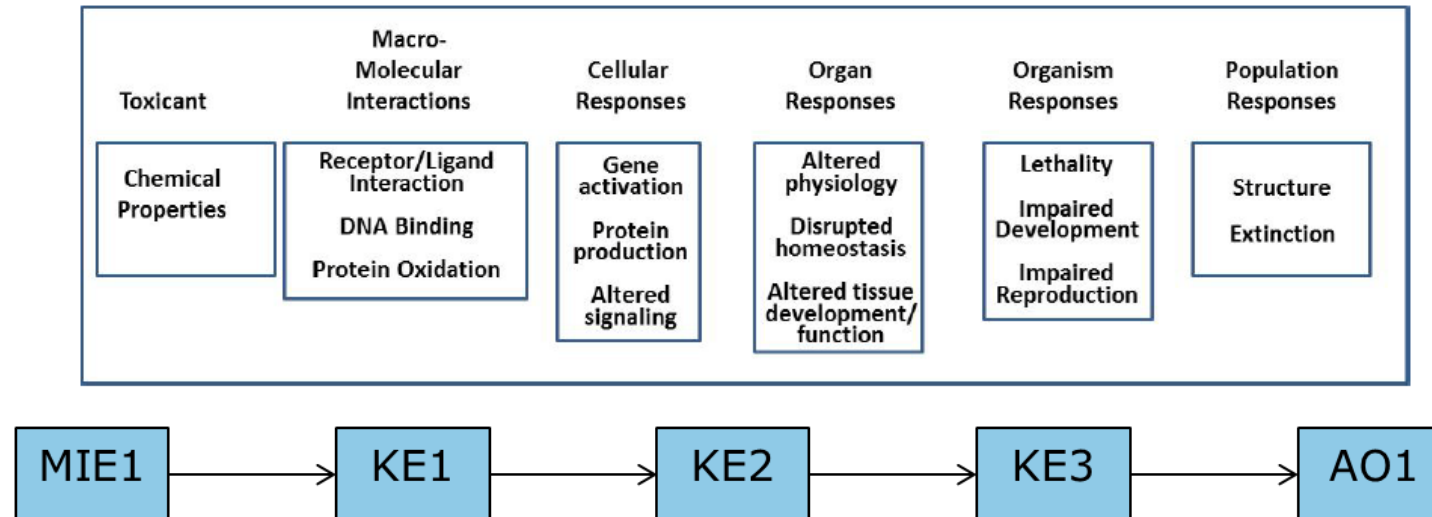 Toxicant
Macro-
Molecular
Interactions
Cellular
Responses
Organ
Responses
Organism
Responses
Population
Responses
Chemical
Properties
Receptor/Ligand
Interaction
DNA Binding
Protein Oxidation
Gene
activation
Protein
production
Altered
signaling
Altered
physiology
Disrupted
homeostasis
Altered tissue
development/
function
Lethality
Impaired
Development
Impaired
Reproduction
Structure
Extinction
MIE1
KE1
KE2
KE3
AO1